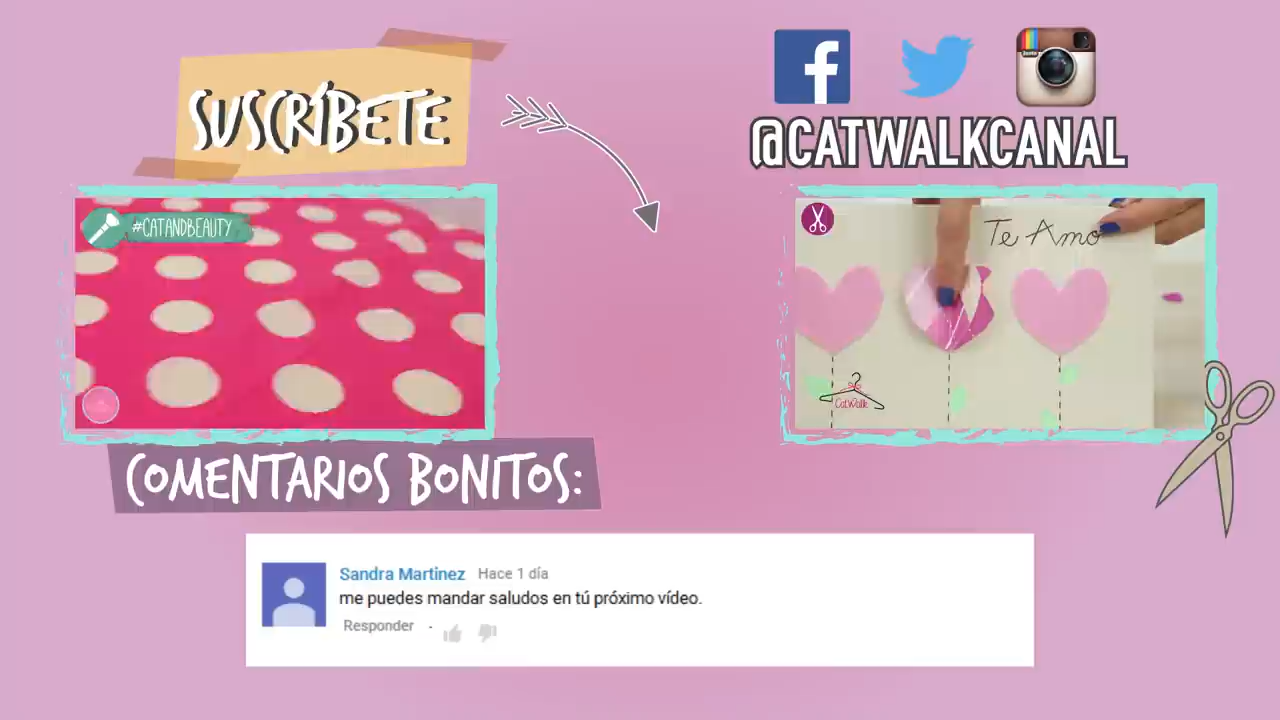 SUSCRÍBETE
@CATWALKCANAL
#CATANDBEAUTY
Te Amo
CatWalk
COMENTARIOS BONITOS:
Sandra Martinez Hace 1 día
me puedes mandar saludos en tú próximo vídeo.
Responder